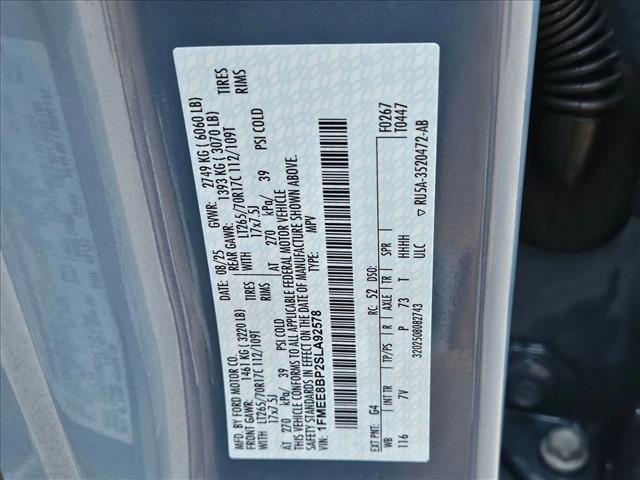 MFD. BY FORD MOTOR CO.
DATE: 08/25 GVWR: 2749 KG ( 6060 LB)
FRONT GAWR: 1461 KG ( 3220 LB) REAR GAWR: 1393 KG ( 3070 LB)
WITH LT265/70R17C 112/109T TIRES WITH LT265/70R17C 112/109T TIRES
17x7.5J RIMS 17x7.5J RIMS
AT 270 kPa/ 39 PSI COLD AT 270 kPa/ 39 PSI COLD
THIS VEHICLE CONFORMS TO ALL APPLICABLE FEDERAL MOTOR VEHICLE
SAFETY STANDARDS IN EFFECT ON THE DATE OF MANUFACTURE SHOWN ABOVE.
VIN: 1FMEE8BP2SLA92578 TYPE: MPV
F0267
T0447
EXT PNT: G4 RC: 52 DSO:
WB INT TR TP/PS R AXLE TR SPR
116 7V P 73 T HHHH
3202508082743 ULC
▽ RU5A-3520472-AB